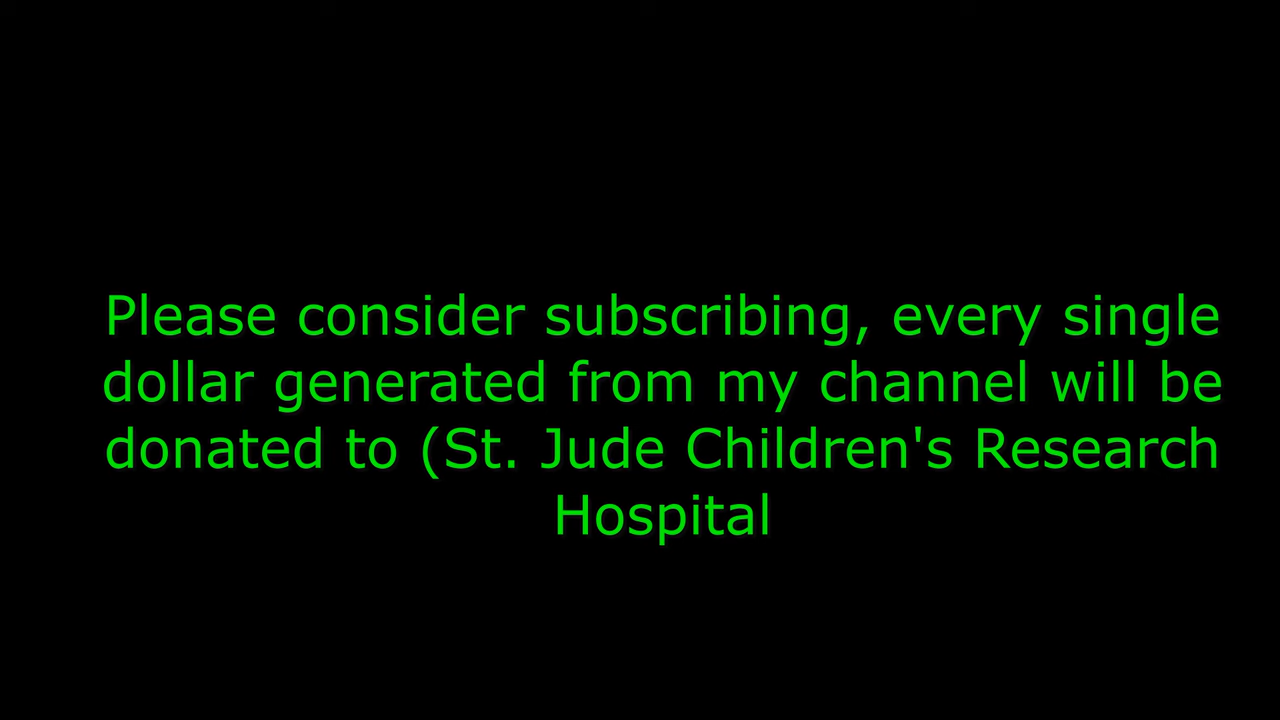 Please consider subscribing, every single
dollar generated from my channel will be
donated to (St. Jude Children's Research
Hospital